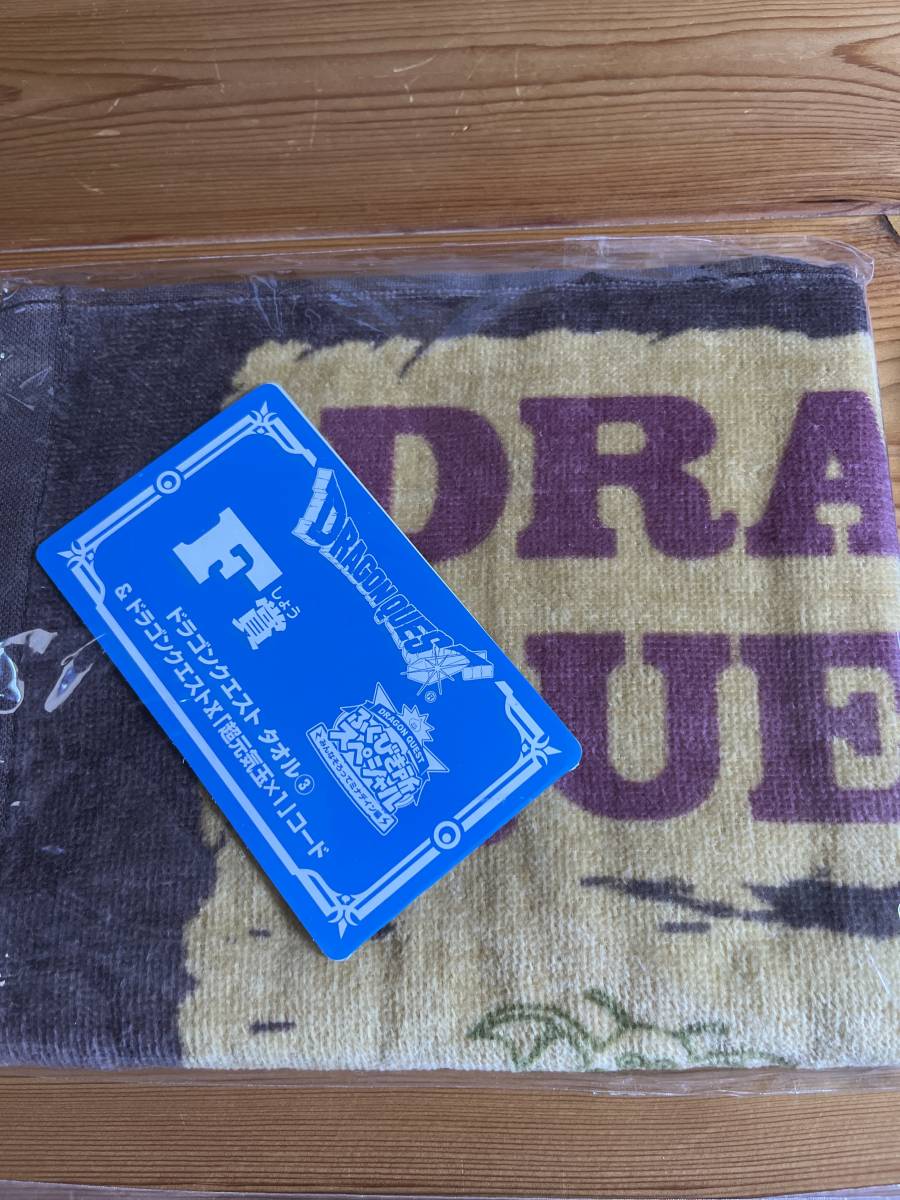 DRA
UE
DRAGON QUEST
®
F賞
しょう
ドラゴンクエスト タオル③
&ドラゴンクエストX「超元気玉×1」コード
DRAGON QUEST
ふくびき所
スペシャル